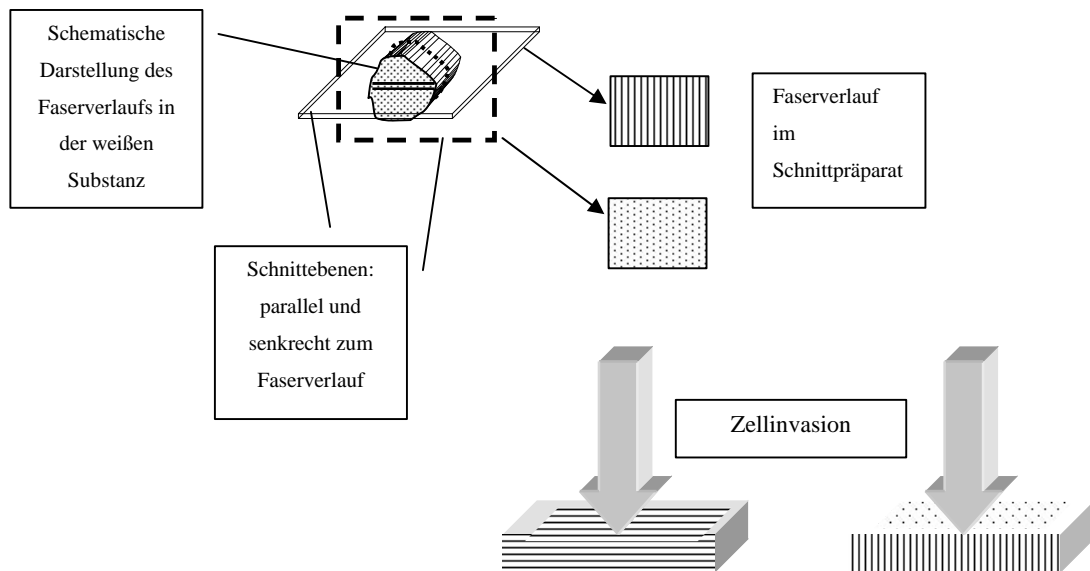 Schematische
Darstellung des
Faserverlaufs in
der weißen
Substanz
Faserverlauf
im
Schnittpräparat
Schnittebenen:
parallel und
senkrecht zum
Faserverlauf
Zellinvasion